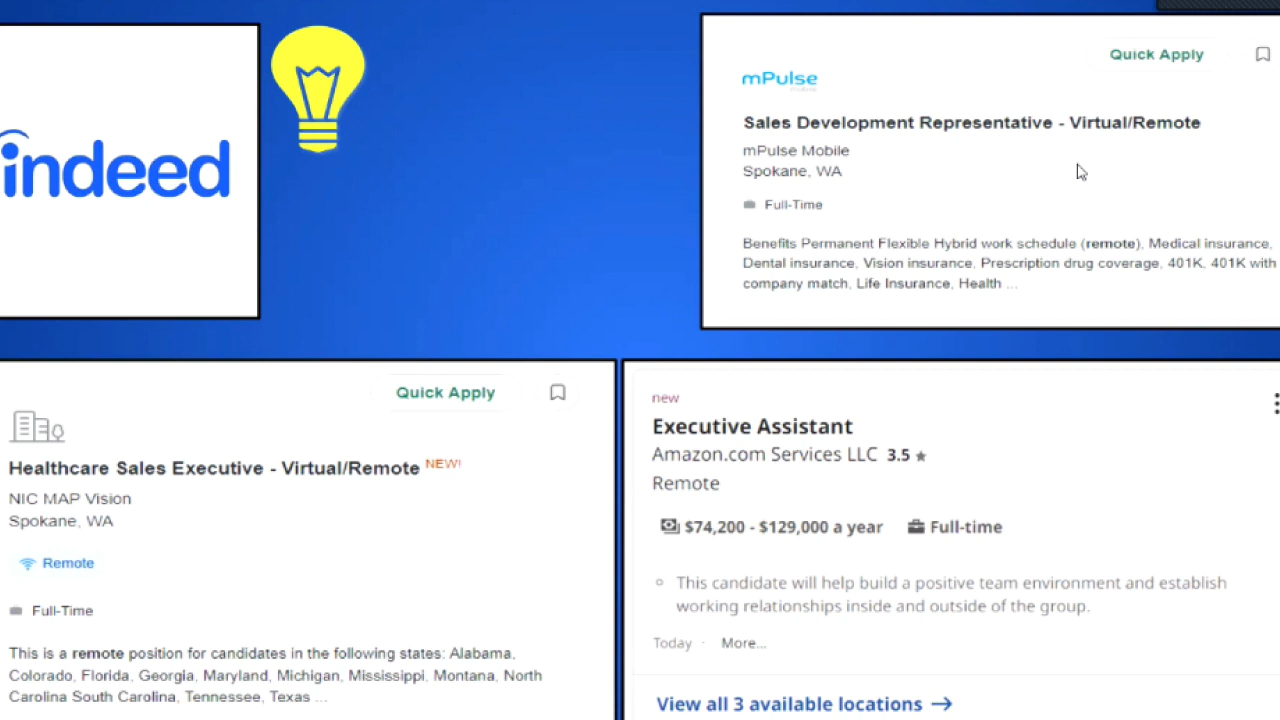 indeed
Quick Apply
mPulse
Sales Development Representative - Virtual/Remote
mPulse Mobile
Spokane, WA
Full-Time
Benefits Permanent Flexible Hybrid work schedule (remote), Medical insurance,
Dental insurance, Vision insurance, Prescription drug coverage, 401K, 401K with
company match, Life Insurance, Health ...
Quick Apply
Healthcare Sales Executive - Virtual/Remote NEW!
NIC MAP Vision
Spokane, WA
Remote
Full-Time
This is a remote position for candidates in the following states: Alabama,
Colorado, Florida, Georgia, Maryland, Michigan, Mississippi, Montana, North
Carolina South Carolina, Tennessee, Texas ...
new
Executive Assistant
Amazon.com Services LLC 3.5 ★
Remote
$74,200 - $129,000 a year Full-time
This candidate will help build a positive team environment and establish
working relationships inside and outside of the group.
Today · More...
View all 3 available locations →